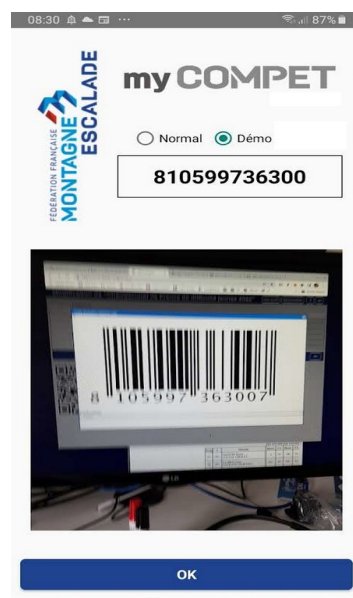 08:30 ... 87%
FÉDÉRATION FRANÇAISE
MONTAGNE
ESCALADE
my COMPET
Normal Démo
810599736300
8 105997 363007
LG
OK